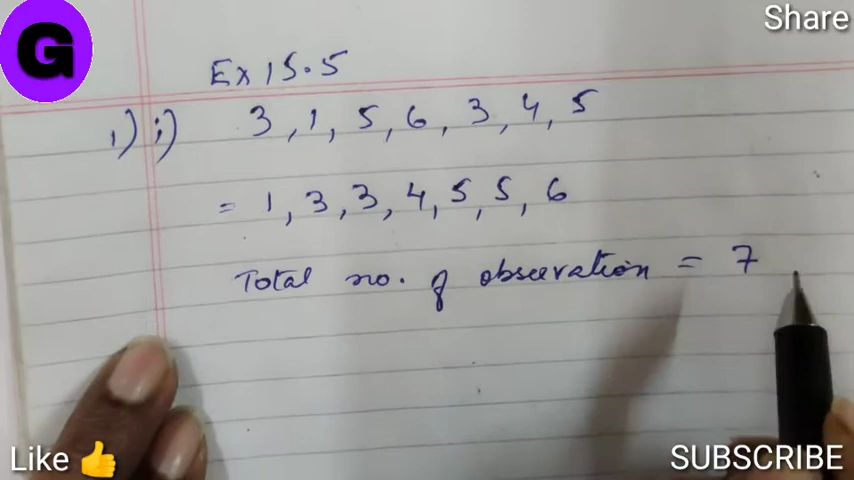 G
Share
Ex 15.5
1) i) 3, 1, 5, 6, 3, 4, 5
= 1, 3, 3, 4, 5, 5, 6
Total no. of observation = 7
Like 👍
SUBSCRIBE